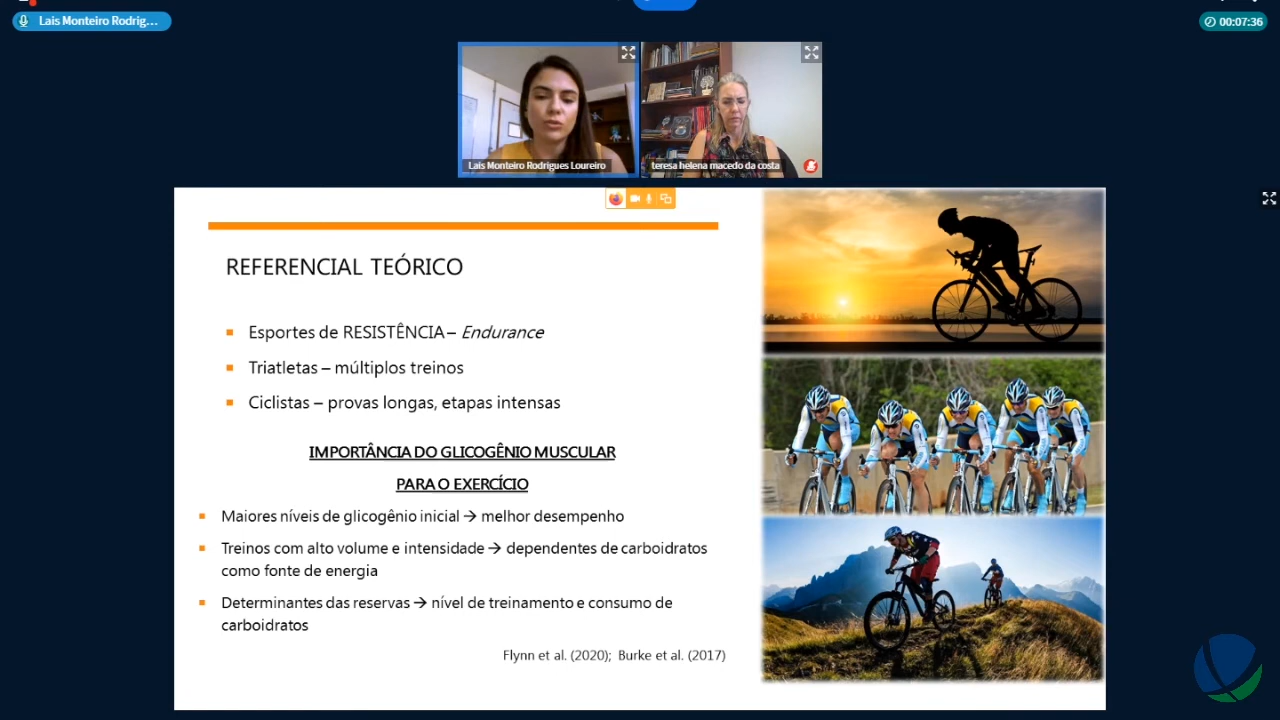 Lais Monteiro Rodrig...
00:07:36
Lais Monteiro Rodrigues Loureiro
teresa helena macedo da costa
REFERENCIAL TEÓRICO
Esportes de RESISTÊNCIA – Endurance
Triatletas – múltiplos treinos
Ciclistas – provas longas, etapas intensas
IMPORTÂNCIA DO GLICOGÊNIO MUSCULAR
PARA O EXERCÍCIO
Maiores níveis de glicogênio inicial → melhor desempenho
Treinos com alto volume e intensidade → dependentes de carboidratos
como fonte de energia
Determinantes das reservas → nível de treinamento e consumo de
carboidratos
Flynn et al. (2020); Burke et al. (2017)